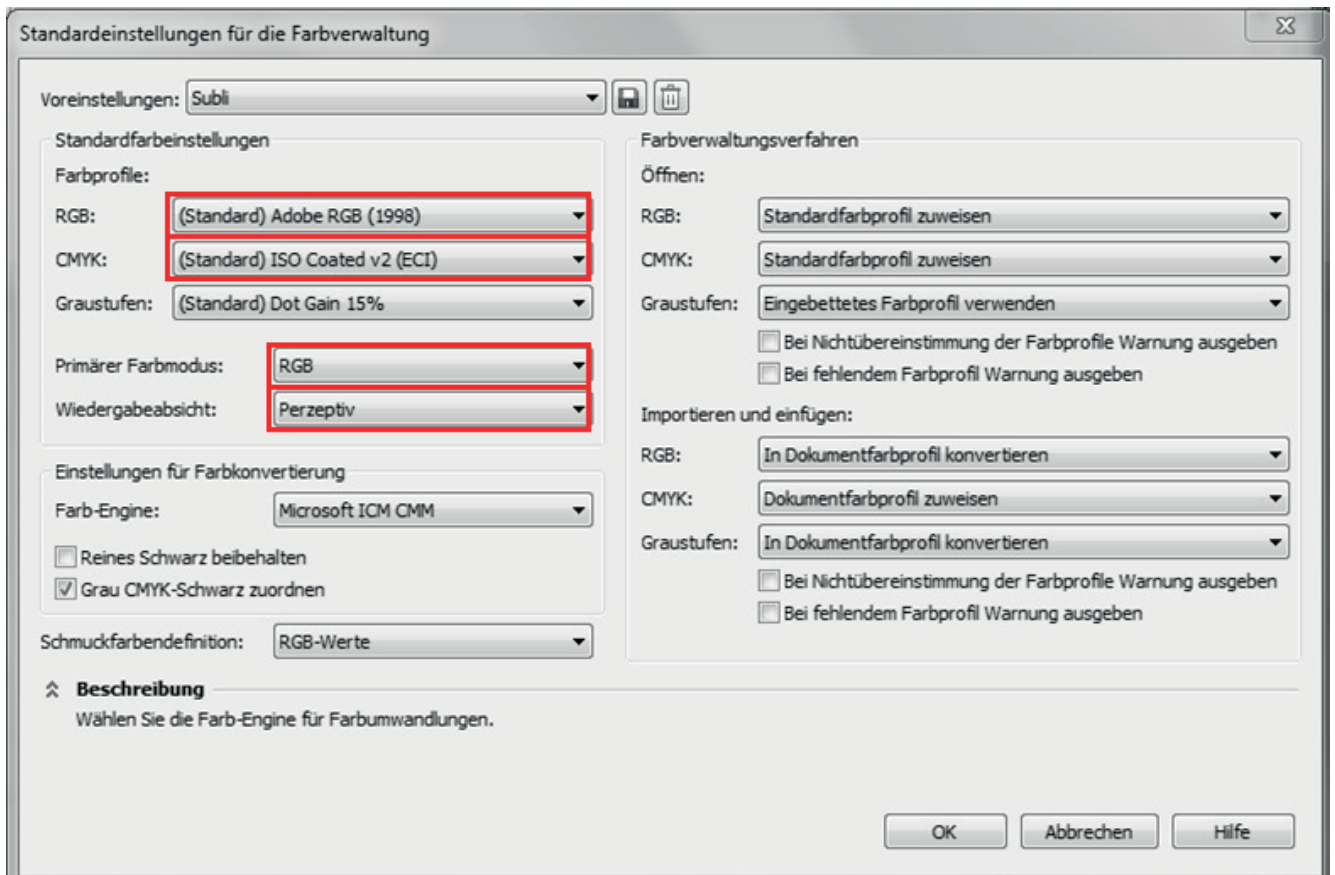 Standardeinstellungen für die Farbverwaltung
Voreinstellungen: Subli
Standardfarbeinstellungen
Farbprofile:
RGB: (Standard) Adobe RGB (1998)
CMYK: (Standard) ISO Coated v2 (ECI)
Graustufen: (Standard) Dot Gain 15%
Primärer Farbmodus: RGB
Wiedergabeabsicht: Perzeptiv
Einstellungen für Farbkonvertierung
Farb-Engine: Microsoft ICM CMM
Reines Schwarz beibehalten
Grau CMYK-Schwarz zuordnen
Schmuckfarbendefinition: RGB-Werte
Farbverwaltungsverfahren
Öffnen:
RGB: Standardfarbprofil zuweisen
CMYK: Standardfarbprofil zuweisen
Graustufen: Eingebettetes Farbprofil verwenden
Bei Nichtübereinstimmung der Farbprofile Warnung ausgeben
Bei fehlendem Farbprofil Warnung ausgeben
Importieren und einfügen:
RGB: In Dokumentfarbprofil konvertieren
CMYK: Dokumentfarbprofil zuweisen
Graustufen: In Dokumentfarbprofil konvertieren
Bei Nichtübereinstimmung der Farbprofile Warnung ausgeben
Bei fehlendem Farbprofil Warnung ausgeben
Beschreibung
Wählen Sie die Farb-Engine für Farbumwandlungen.
OK Abbrechen Hilfe